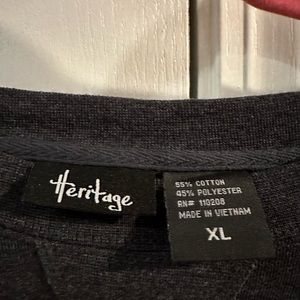 Heritage
55% COTTON
45% POLYESTER
RN# 110208
MADE IN VIETNAM
XL